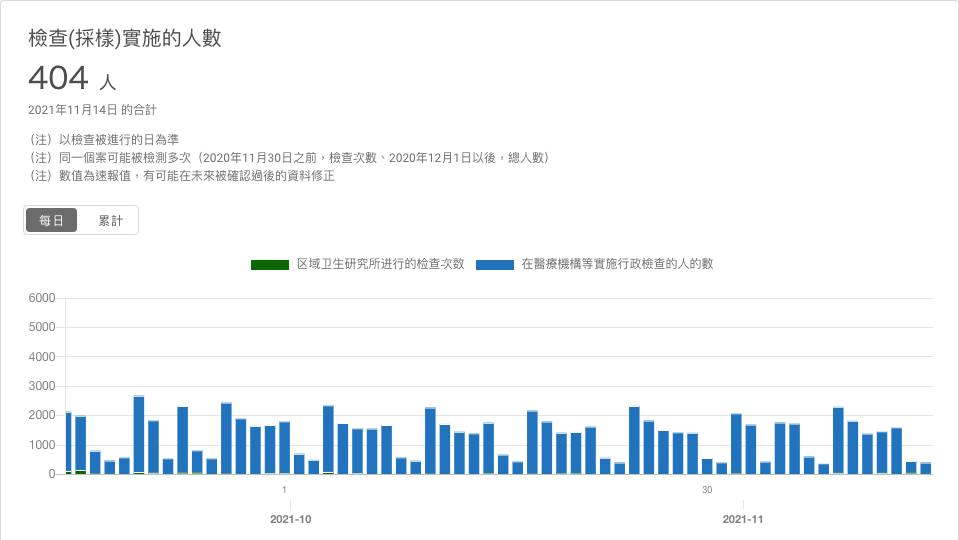 檢查(採樣)實施的人數
404 人
2021年11月14日 的合計
（注）以檢查被進行的日為準
（注）同一個案可能被檢測多次（2020年11月30日之前，檢查次數、2020年12月1日以後，總人數）
（注）數值為速報值，有可能在未來被確認過後的資料修正
每日 累計
区域卫生研究所进行的检查次数 在醫療機構等實施行政檢查的人的數
6000
5000
4000
3000
2000
1000
0
1 30
2021-10 2021-11